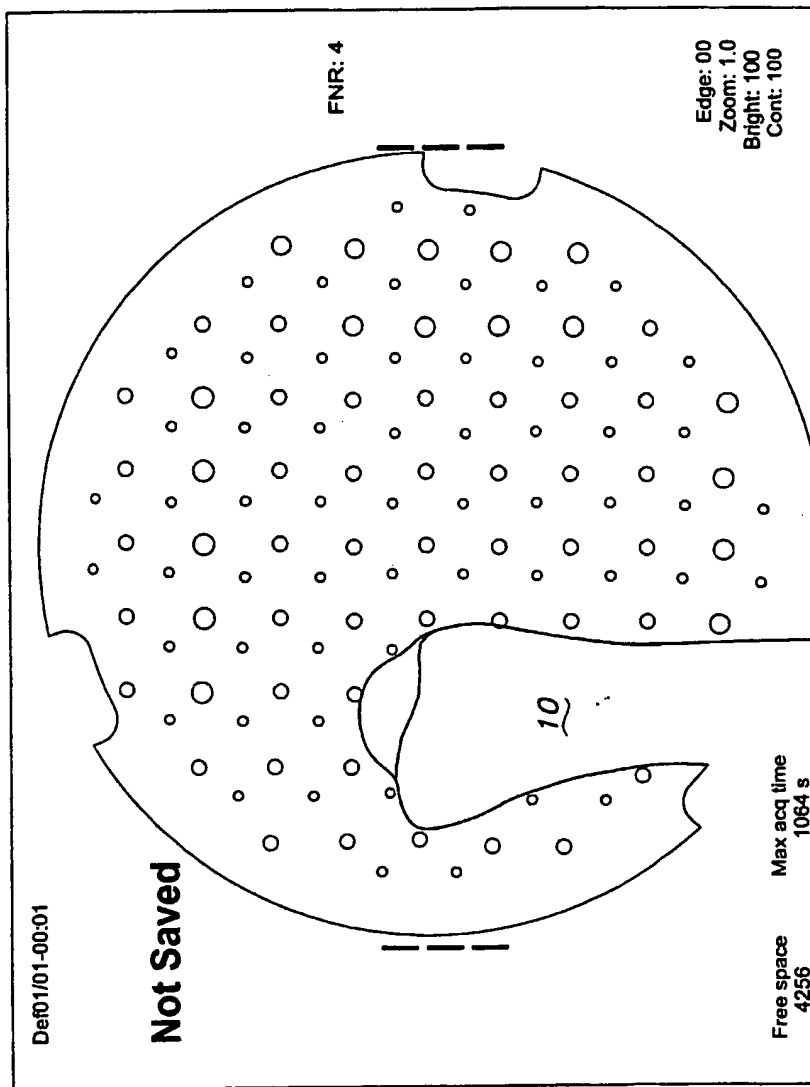 Def01/01-00:01
Not Saved
FNR: 4
10
Free space
4256
Max acq time
1064 s
Edge: 00
Zoom: 1.0
Bright: 100
Cont: 100